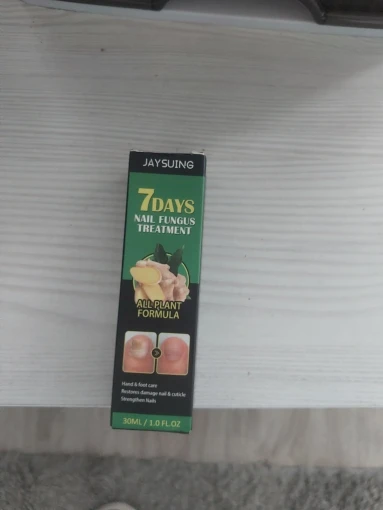 JAYSUING
7DAYS
NAIL FUNGUS
TREATMENT
ALL PLANT
FORMULA
Hand & foot care
Restores damage nail & cuticle
Strengthen Nails
30ML / 1.0 FL.OZ